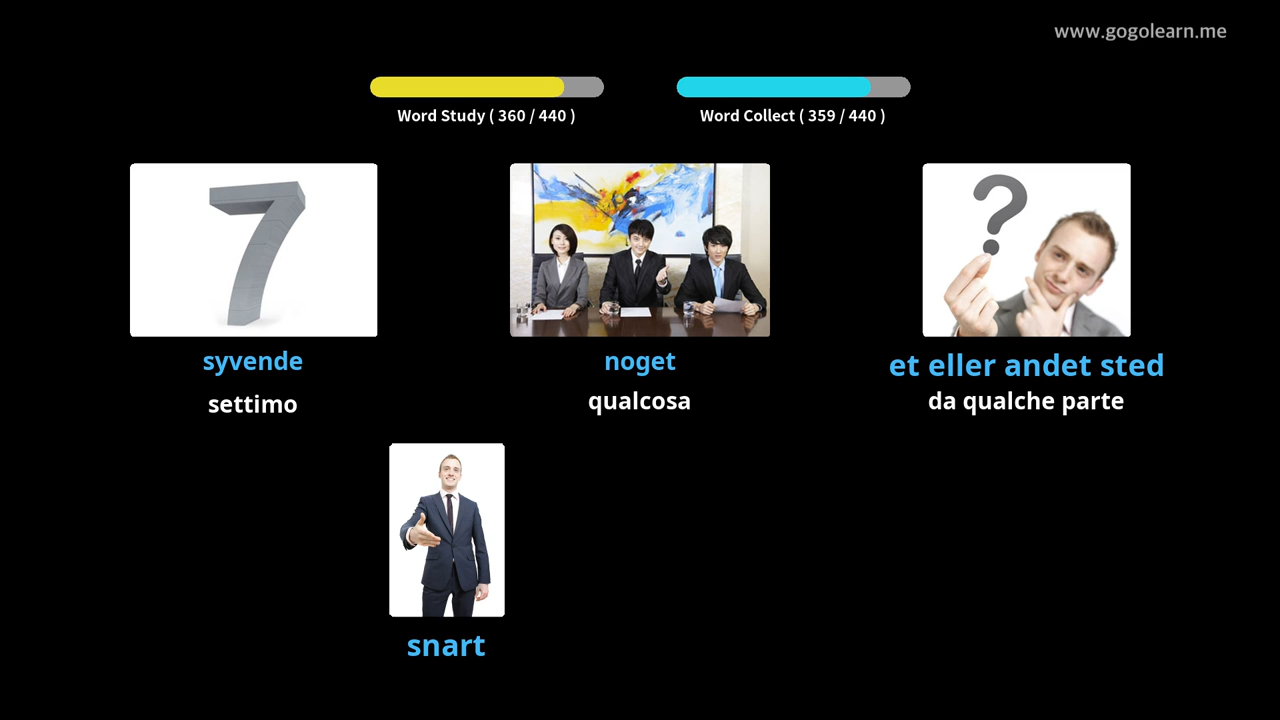 www.gogolearn.me
Word Study ( 360 / 440 )
Word Collect ( 359 / 440 )
7
?
syvende
noget
et eller andet sted
settimo
qualcosa
da qualche parte
snart